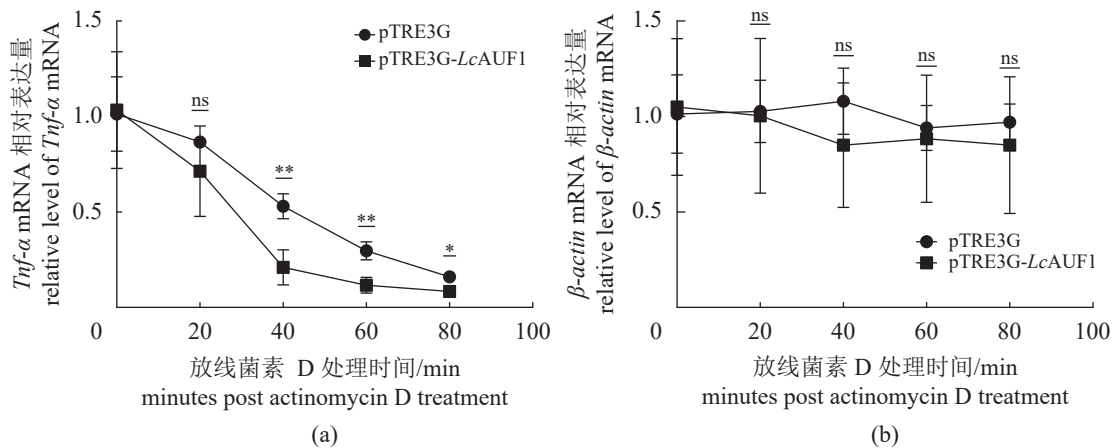 Tnf-α mRNA 相对表达量
relative level of Tnf-α mRNA
1.5
1.0
0.5
0
20
40
60
80
100
pTRE3G
pTRE3G-LcAUF1
ns
**
**
*
放线菌素 D 处理时间/min
minutes post actinomycin D treatment
(a)
β-actin mRNA 相对表达量
relative level of β-actin mRNA
1.5
1.0
0.5
0
20
40
60
80
100
ns
ns
ns
ns
pTRE3G
pTRE3G-LcAUF1
放线菌素 D 处理时间/min
minutes post actinomycin D treatment
(b)